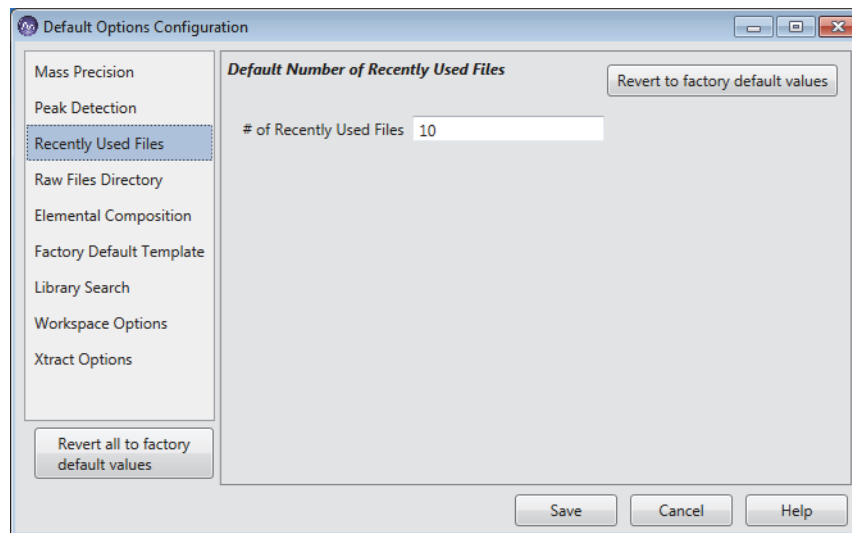 Default Options Configuration
Mass Precision
Peak Detection
Recently Used Files
Raw Files Directory
Elemental Composition
Factory Default Template
Library Search
Workspace Options
Xtract Options
Revert all to factory
default values
Default Number of Recently Used Files
Revert to factory default values
# of Recently Used Files 10
Save Cancel Help